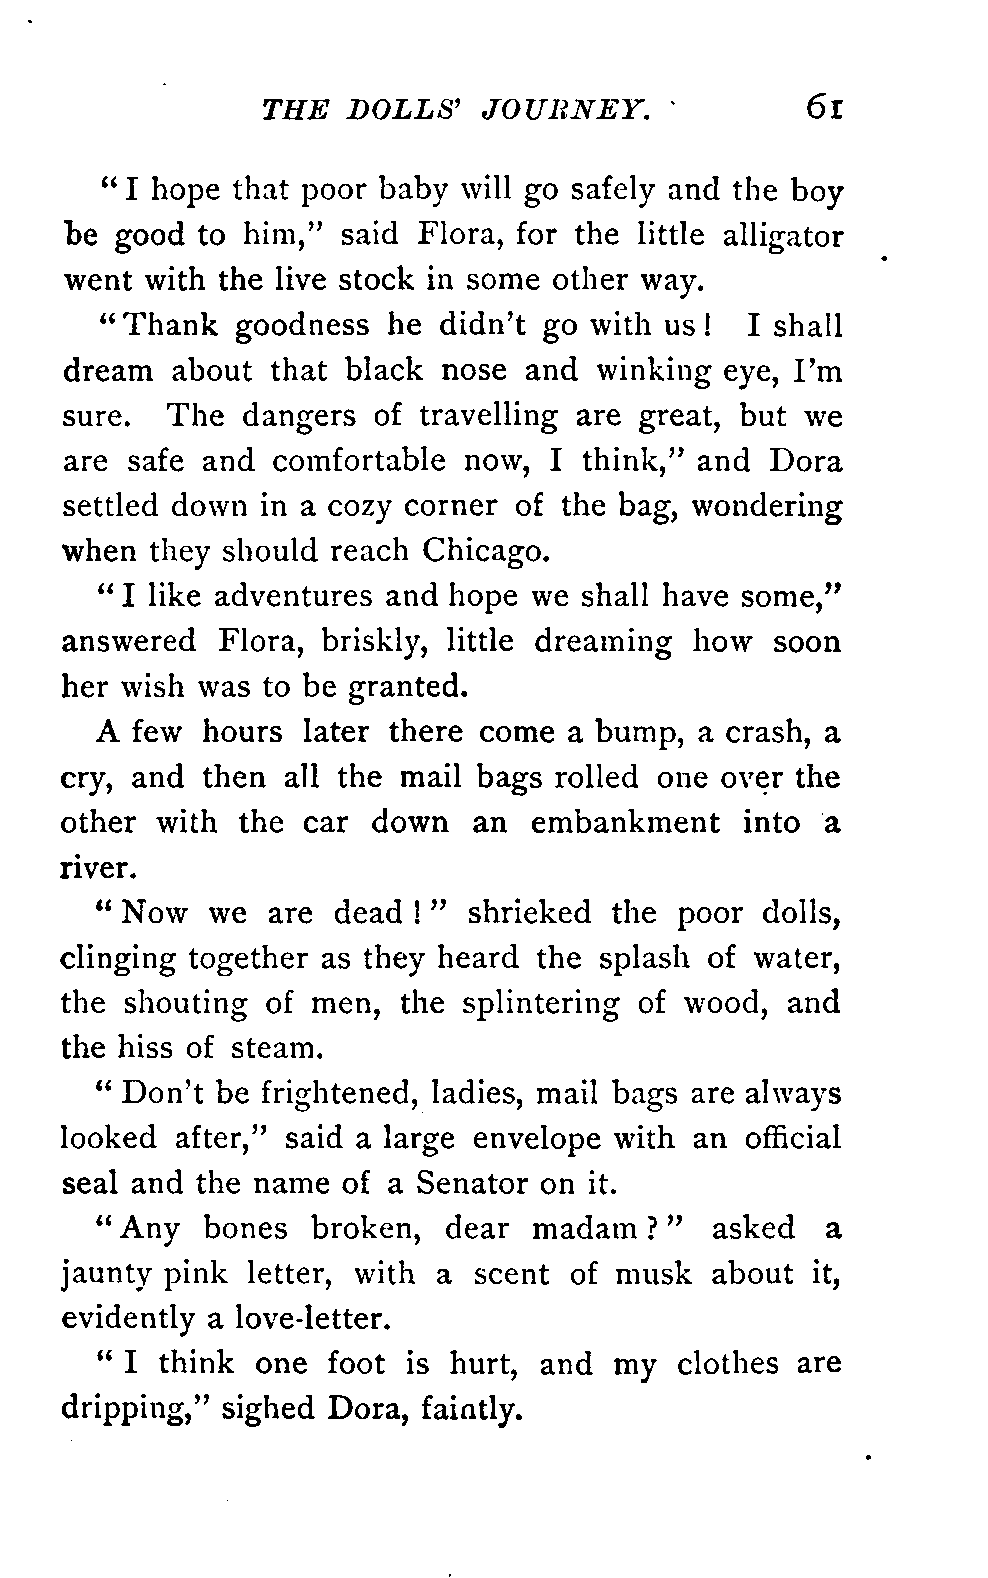 THE DOLLS' JOURNEY. 61
"I hope that poor baby will go safely and the boy
be good to him," said Flora, for the little alligator
went with the live stock in some other way.
"Thank goodness he didn't go with us! I shall
dream about that black nose and winking eye, I'm
sure. The dangers of travelling are great, but we
are safe and comfortable now, I think," and Dora
settled down in a cozy corner of the bag, wondering
when they should reach Chicago.
"I like adventures and hope we shall have some,"
answered Flora, briskly, little dreaming how soon
her wish was to be granted.
A few hours later there come a bump, a crash, a
cry, and then all the mail bags rolled one over the
other with the car down an embankment into a
river.
"Now we are dead!" shrieked the poor dolls,
clinging together as they heard the splash of water,
the shouting of men, the splintering of wood, and
the hiss of steam.
"Don't be frightened, ladies, mail bags are always
looked after," said a large envelope with an official
seal and the name of a Senator on it.
"Any bones broken, dear madam?" asked a
jaunty pink letter, with a scent of musk about it,
evidently a love-letter.
"I think one foot is hurt, and my clothes are
dripping," sighed Dora, faintly.